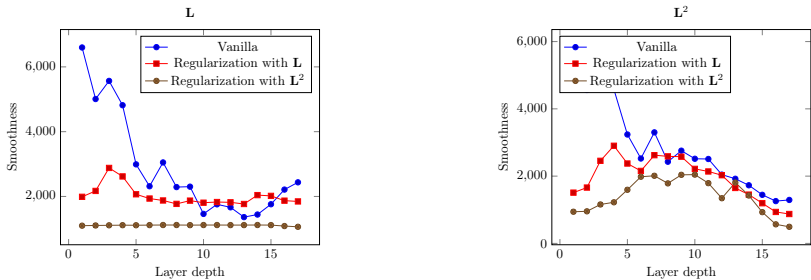 L
Smoothness
6,000
4,000
2,000
0
5
10
15
Layer depth
Vanilla
Regularization with L
Regularization with L²
L²
Smoothness
6,000
4,000
2,000
0
0
5
10
15
Layer depth
Vanilla
Regularization with L
Regularization with L²